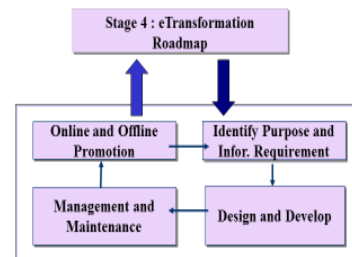 Stage 4 : eTransformation
Roadmap
Online and Offline
Promotion
Identify Purpose and
Infor. Requirement
Management and
Maintenance
Design and Develop